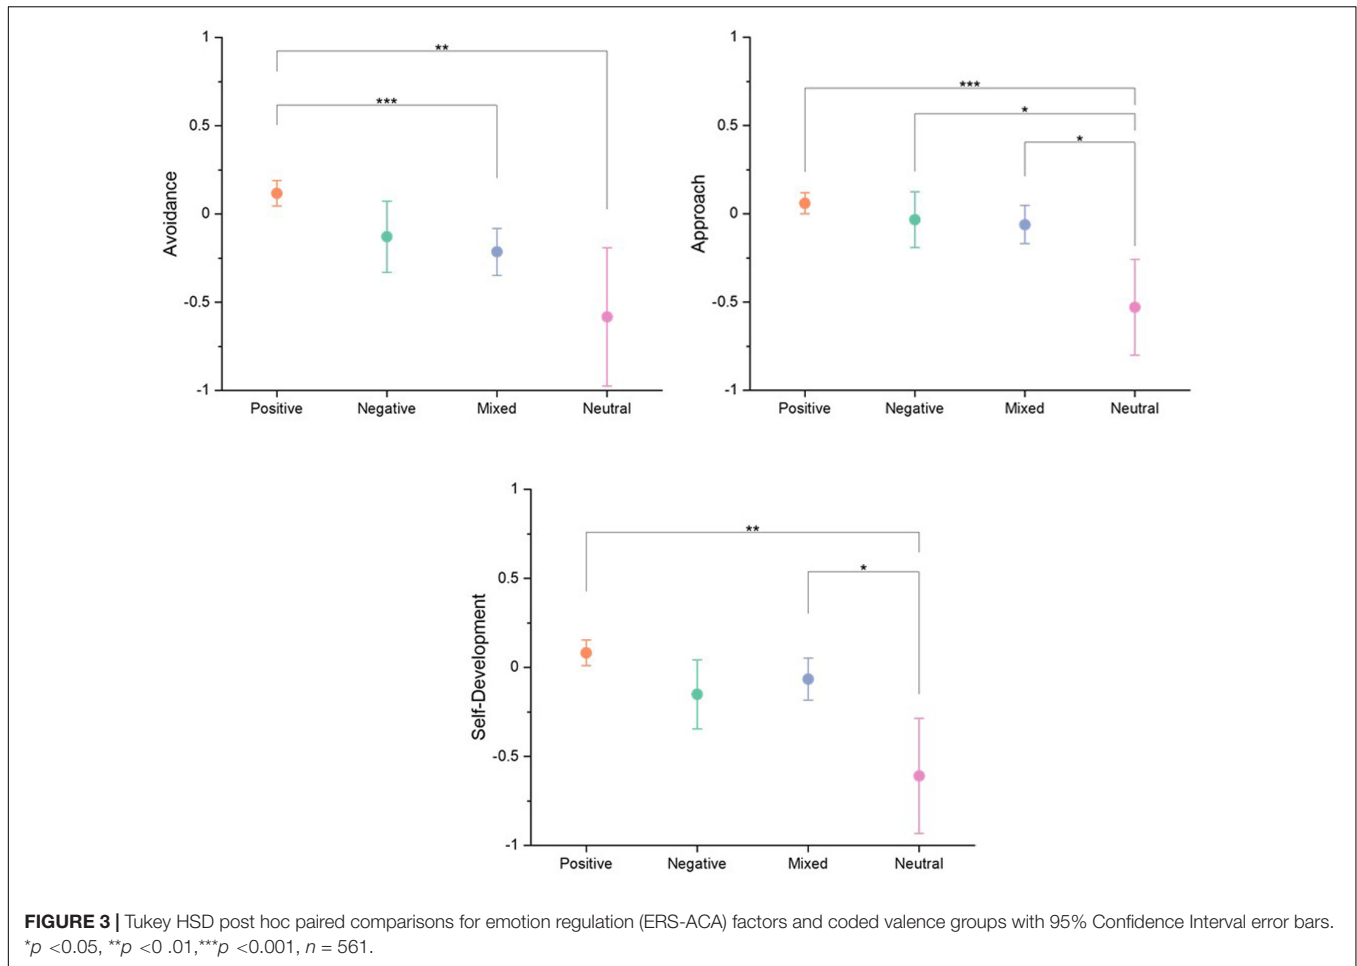 1
0.5
0
-0.5
-1
Avoidance
**
***
Positive Negative Mixed Neutral
1
0.5
0
-0.5
-1
Approach
***
*
*
Positive Negative Mixed Neutral
1
0.5
0
-0.5
-1
Self-Development
**
*
Positive Negative Mixed Neutral
FIGURE 3 | Tukey HSD post hoc paired comparisons for emotion regulation (ERS-ACA) factors and coded valence groups with 95% Confidence Interval error bars.
*p <0.05, **p <0 .01,***p <0.001, n = 561.